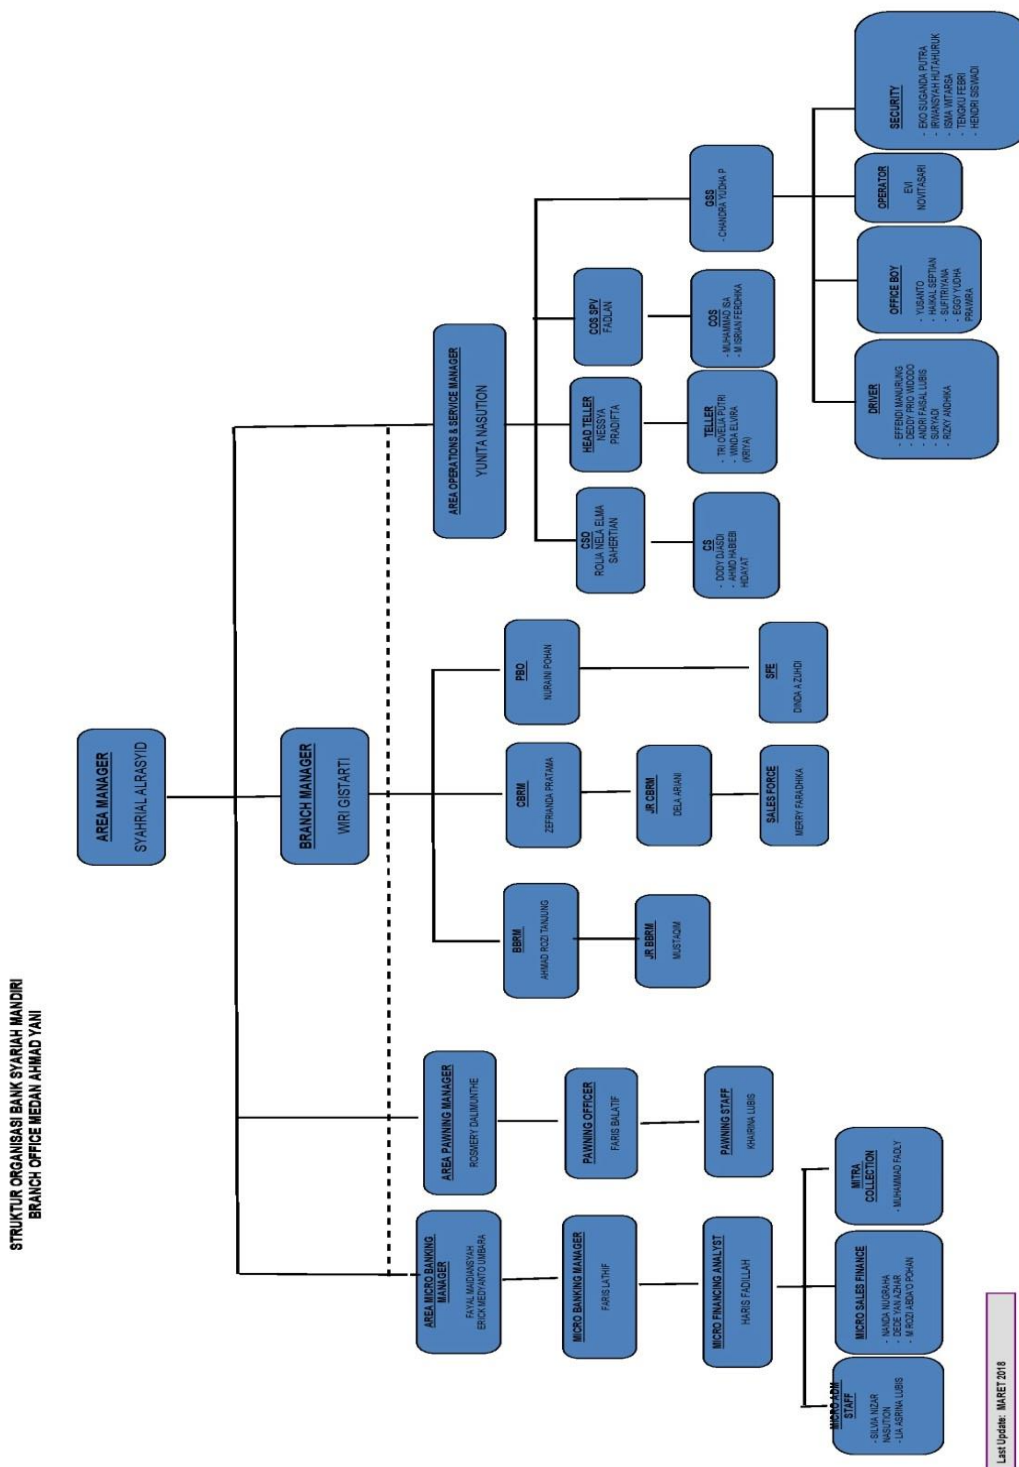 STRUKTUR ORGANISASI BANK SYARIAH MANDIRI
BRANCH OFFICE MEDAN AHMAD YANI
AREA MANAGER
SYAHRIAL ALRASYID
BRANCH MANAGER
WIRI GISTARTI
AREA MICRO BANKING
MANAGER
FAYAL MAIDIANSYAH
ERICK MEDYANTO UMBARA
AREA PAWNING MANAGER
ROSMERY DALIMUNTHE
AREA OPERATIONS & SERVICE MANAGER
YUNITA NASUTION
MICRO BANKING MANAGER
FARIS LATHIF
PAWNING OFFICER
FARIS BALATIF
BBRM
AHMAD ROZI TANJUNG
CBRM
ZEFRIANDA PRATAMA
PBO
NURAINI POHAN
CSO
ROLIA NELA ELMA
SAHERTIAN
HEAD TELLER
NESSYA
PRADIFTA
COS SPV
FADLAN
MICRO FINANCING ANALYST
HARIS FADILLAH
PAWNING STAFF
KHAIRINA LUBIS
JR BBRM
MUSTAQIM
JR CBRM
DELA ARIANI
CS
- DODY DJASDI
- AHMD HABIEBI
HIDAYAT
TELLER
- TRI OVELIA PUTRI
- WINDA ELVIRA
(KRIYA)
COS
- MUHAMMAD ISA
- M ISRIAN FERDHIKA
GSS
- CHANDRA YUDHA P
SALES FORCE
MERRY FARADHIKA
SFE
DINDA A ZUHDI
MICRO ADM
STAFF
- SILVIA NIZAR
NASUTION
- LIA ASRINA LUBIS
MICRO SALES FINANCE
- NANDA NUGRAHA
- DEDE YAN AZHAR
- M ROZI ABDA'O POHAN
MITRA
COLLECTION
- MUHAMMAD FADLY
DRIVER
- EFFENDI MANURUNG
- DEDDY PRIO WIDODO
- ANDRI FAISAL LUBIS
- SURYADI
- RIZKY ANDHIKA
OFFICE BOY
- YUSANTO
- HAIKAL SEPTIAN
- SUFITRIYANA
- EGGY YUDHA
PRAWIRA
OPERATOR
EVI
NOVITASARI
SECURITY
- EKO SUGANDA PUTRA
- IRWANSYAH HUTAHURUK
- ISMA WITARSA
- TENGKU FEBRI
- HENDRI SISWADI
Last Update: MARET 2018